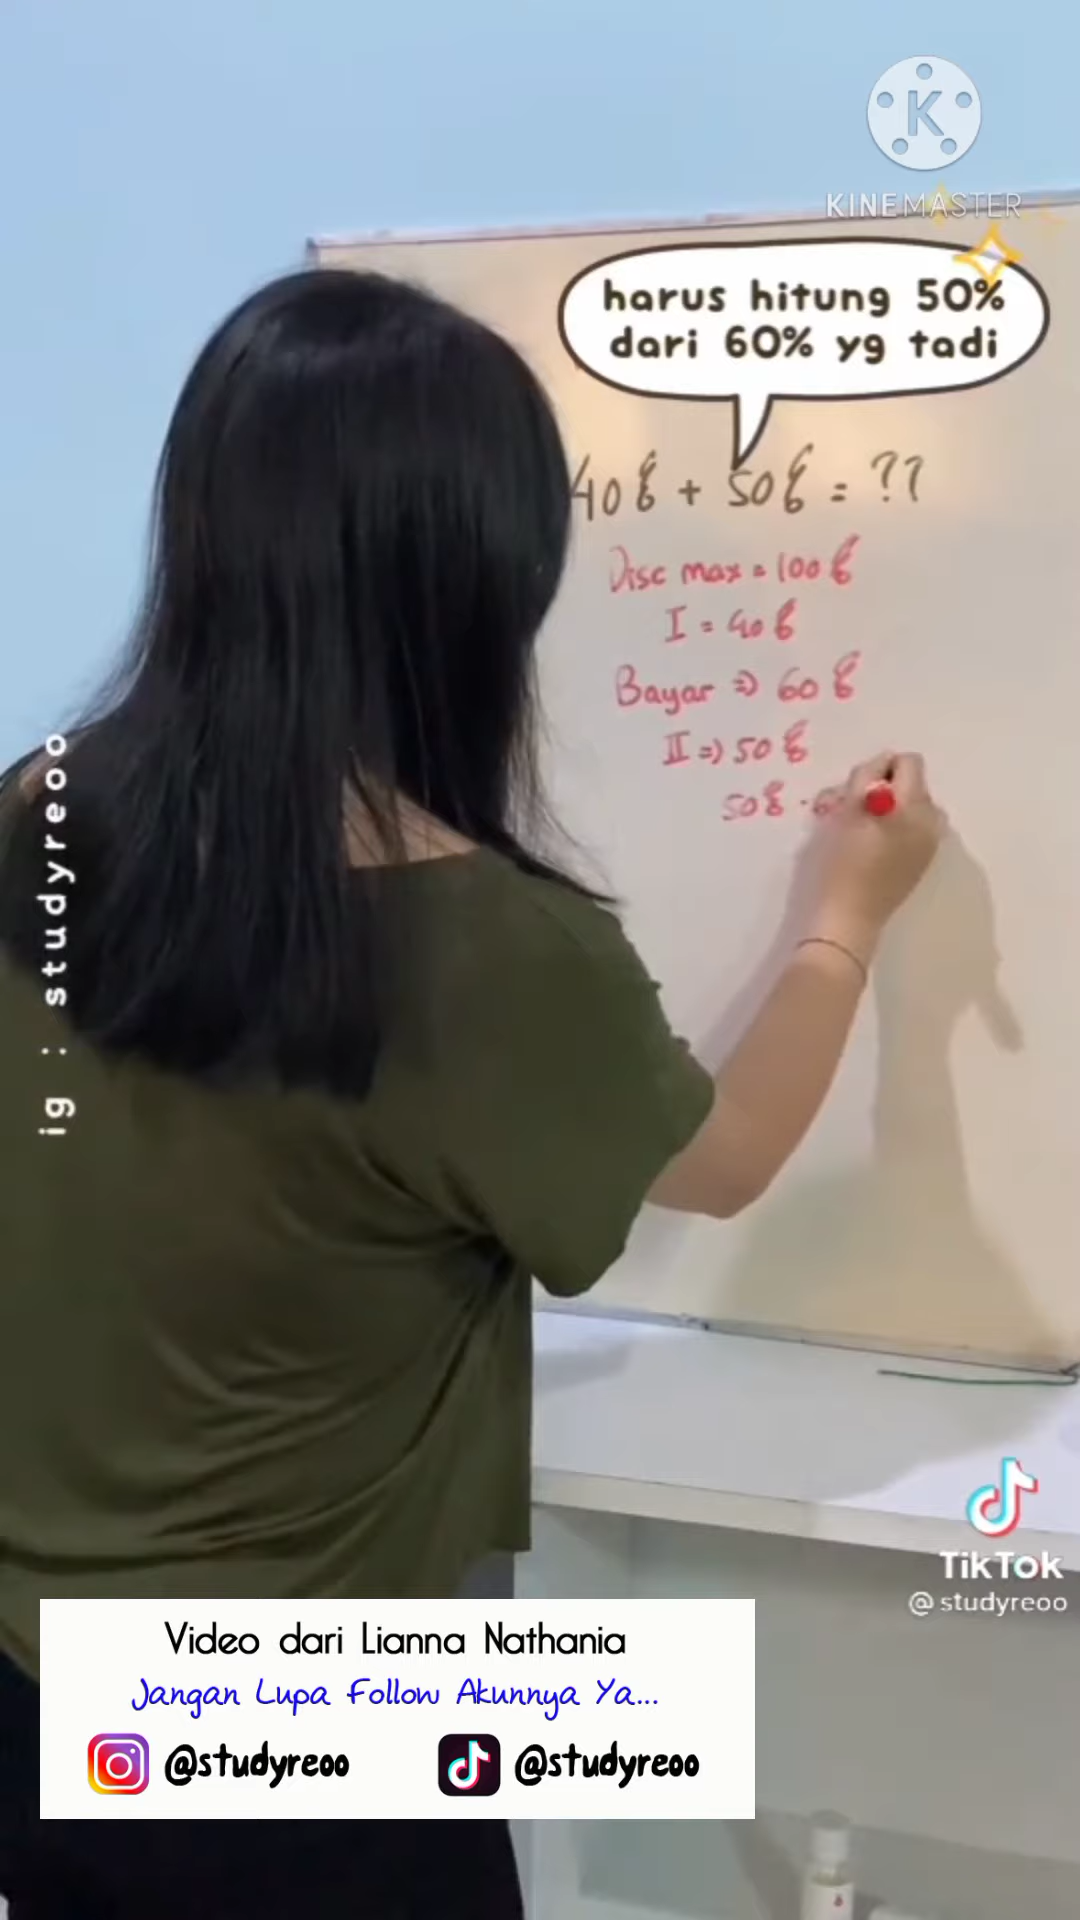 KINEMASTER
harus hitung 50%
dari 60% yg tadi
40% + 50% = ??
Disc max = 100%
I = 40%
Bayar => 60%
II => 50%
50% .
ig : studyreoo
TikTok
@studyreoo
Video dari Lianna Nathania
Jangan Lupa Follow Akunnya Ya...
@studyreoo @studyreoo